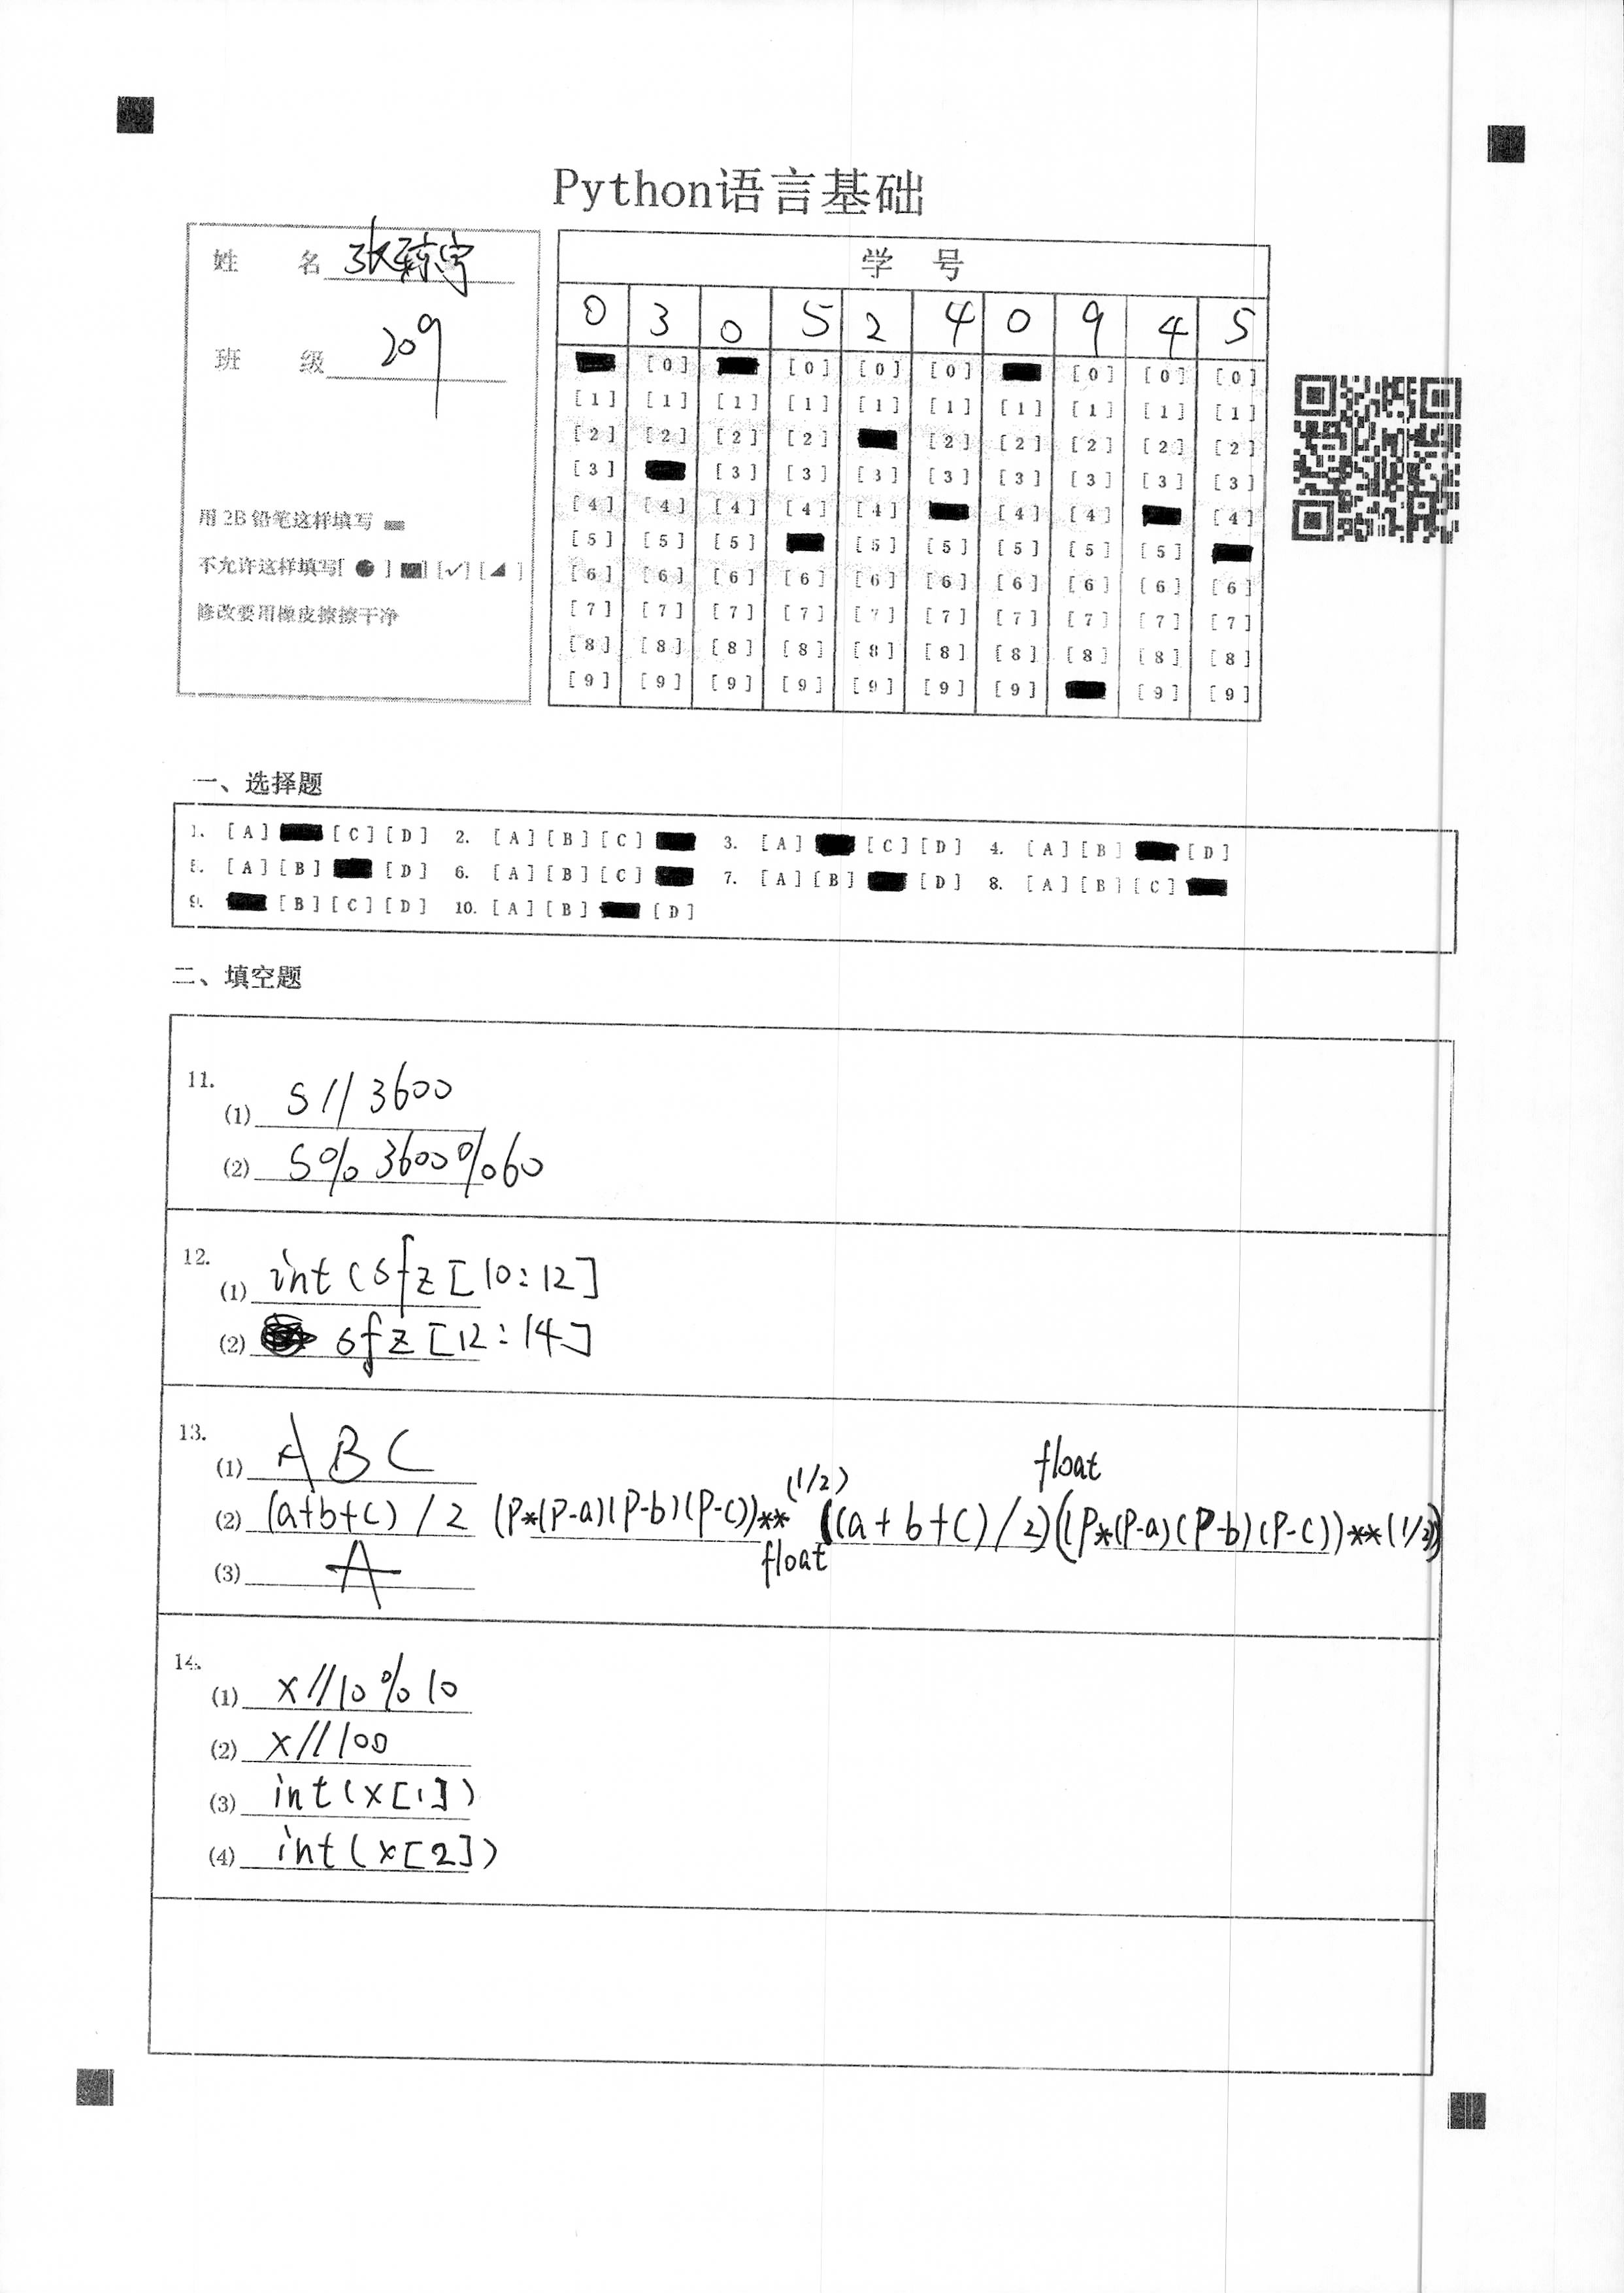 Python语言基础
姓 名 张
班 级 209
用 2B 铅笔这样填写
不允许这样填写[ ● ] [✓] [◢ ]
修改要用橡皮擦擦干净
学 号
0 3 0 5 2 4 0 9 4 5
[0] [0] [0] [0] [0] [0] [0]
[1] [1] [1] [1] [1] [1] [1] [1] [1] [1]
[2] [2] [2] [2] [2] [2] [2] [2] [2]
[3] [3] [3] [3] [3] [3] [3] [3] [3]
[4] [4] [4] [4] [4] [4] [4] [4]
[5] [5] [5] [5] [5] [5] [5] [5]
[6] [6] [6] [6] [6] [6] [6] [6] [6] [6]
[7] [7] [7] [7] [7] [7] [7] [7] [7] [7]
[8] [8] [8] [8] [8] [8] [8] [8] [8] [8]
[9] [9] [9] [9] [9] [9] [9] [9] [9]
一、选择题
1. [A] [C] [D] 2. [A] [B] [C] 3. [A] [C] [D] 4. [A] [B] [D]
5. [A] [B] [D] 6. [A] [B] [C] 7. [A] [B] [D] 8. [A] [B] [C]
9. [B] [C] [D] 10. [A] [B] [D]
二、填空题
11.
(1) s//3600
(2) s%3600%60
12.
(1) int(sfz[10:12]
(2) sfz[12:14]
13.
(1) ABC
(2) (a+b+c)/2 (p*(p-a)(p-b)(p-c))**(1/2) float((a+b+c)/2) float((p*(p-a)(p-b)(p-c))**(1/2))
(3) A
14.
(1) x//10%10
(2) x//100
(3) int(x[1])
(4) int(x[2])